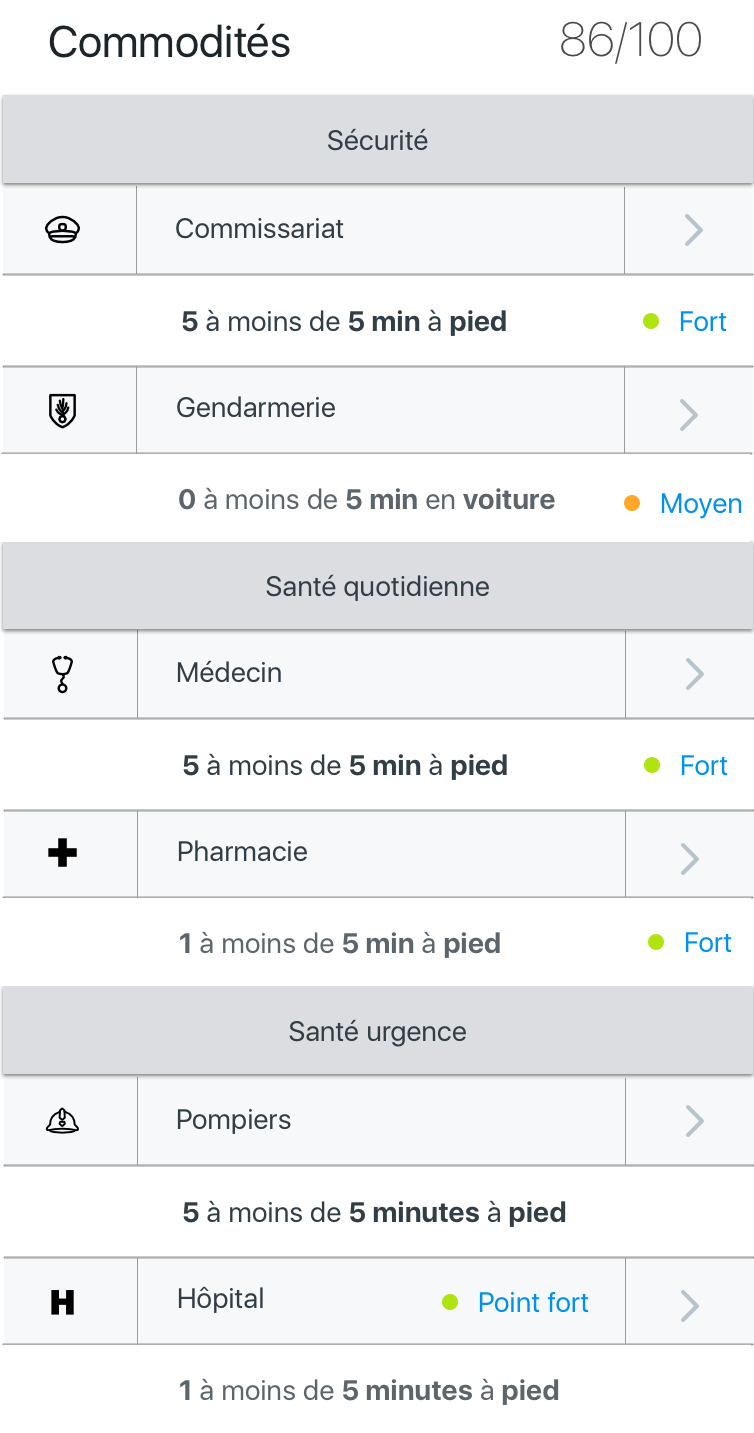 Commodités 86/100
Sécurité
Commissariat
5 à moins de 5 min à pied Fort
Gendarmerie
0 à moins de 5 min en voiture Moyen
Santé quotidienne
Médecin
5 à moins de 5 min à pied Fort
Pharmacie
1 à moins de 5 min à pied Fort
Santé urgence
Pompiers
5 à moins de 5 minutes à pied
H Hôpital Point fort
1 à moins de 5 minutes à pied